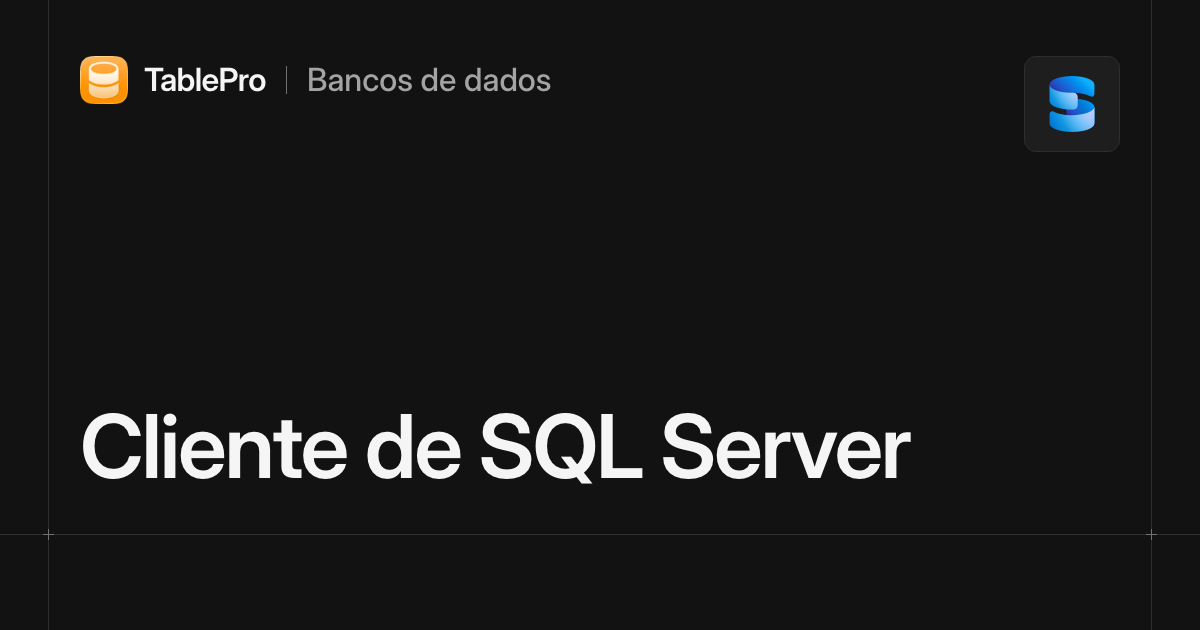 TablePro | Bancos de dados
Cliente de SQL Server